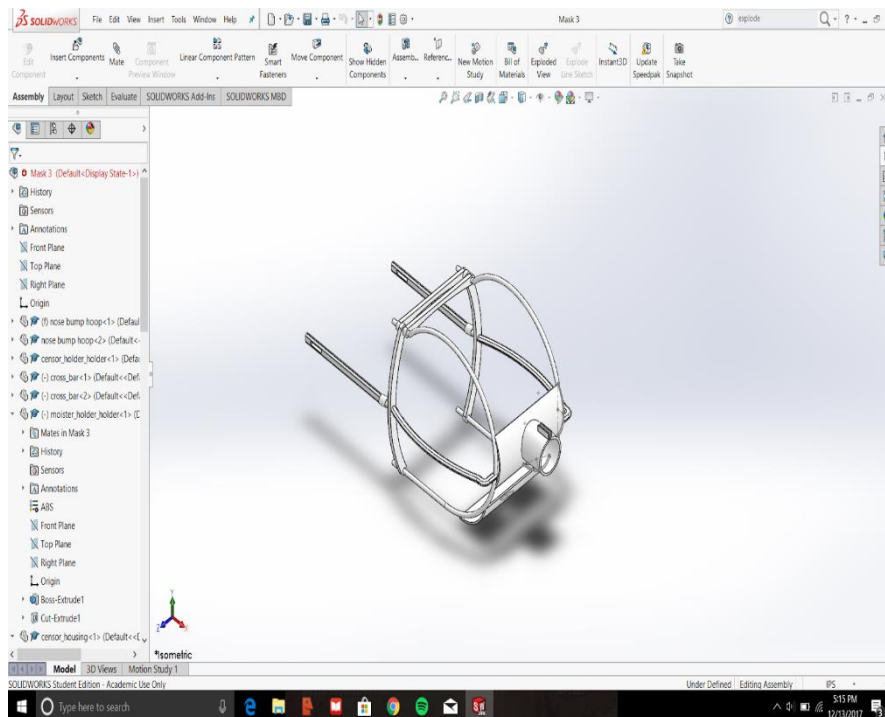 SOLIDWORKS File Edit View Insert Tools Window Help Mask 3 explode
Edit Component
Insert Components
Mate
Component Preview Window
Linear Component Pattern
Smart Fasteners
Move Component
Show Hidden Components
Assemb...
Referenc...
New Motion Study
Bill of Materials
Exploded View
Explode Line Sketch
Instant3D
Update Speedpak
Take Snapshot
Assembly Layout Sketch Evaluate SOLIDWORKS Add-Ins SOLIDWORKS MBD
Mask 3 (Default<Display State-1>)
History
Sensors
Annotations
Front Plane
Top Plane
Right Plane
Origin
(f) nose bump hoop<1> (Defaul
nose bump hoop<2> (Default<
censor_holder_holder<1> (Defa
(-) cross_bar<1> (Default<<Def
(-) cross_bar<2> (Default<<Def
(-) moister_holder_holder<1> (D
Mates in Mask 3
History
Sensors
Annotations
ABS
Front Plane
Top Plane
Right Plane
Origin
Boss-Extrude1
Cut-Extrude1
censor_housing<1> (Default<<D
Y
Z
X
*Isometric
Model 3D Views Motion Study 1
SOLIDWORKS Student Edition - Academic Use Only Under Defined Editing Assembly IPS
Type here to search
5:15 PM
12/13/2017